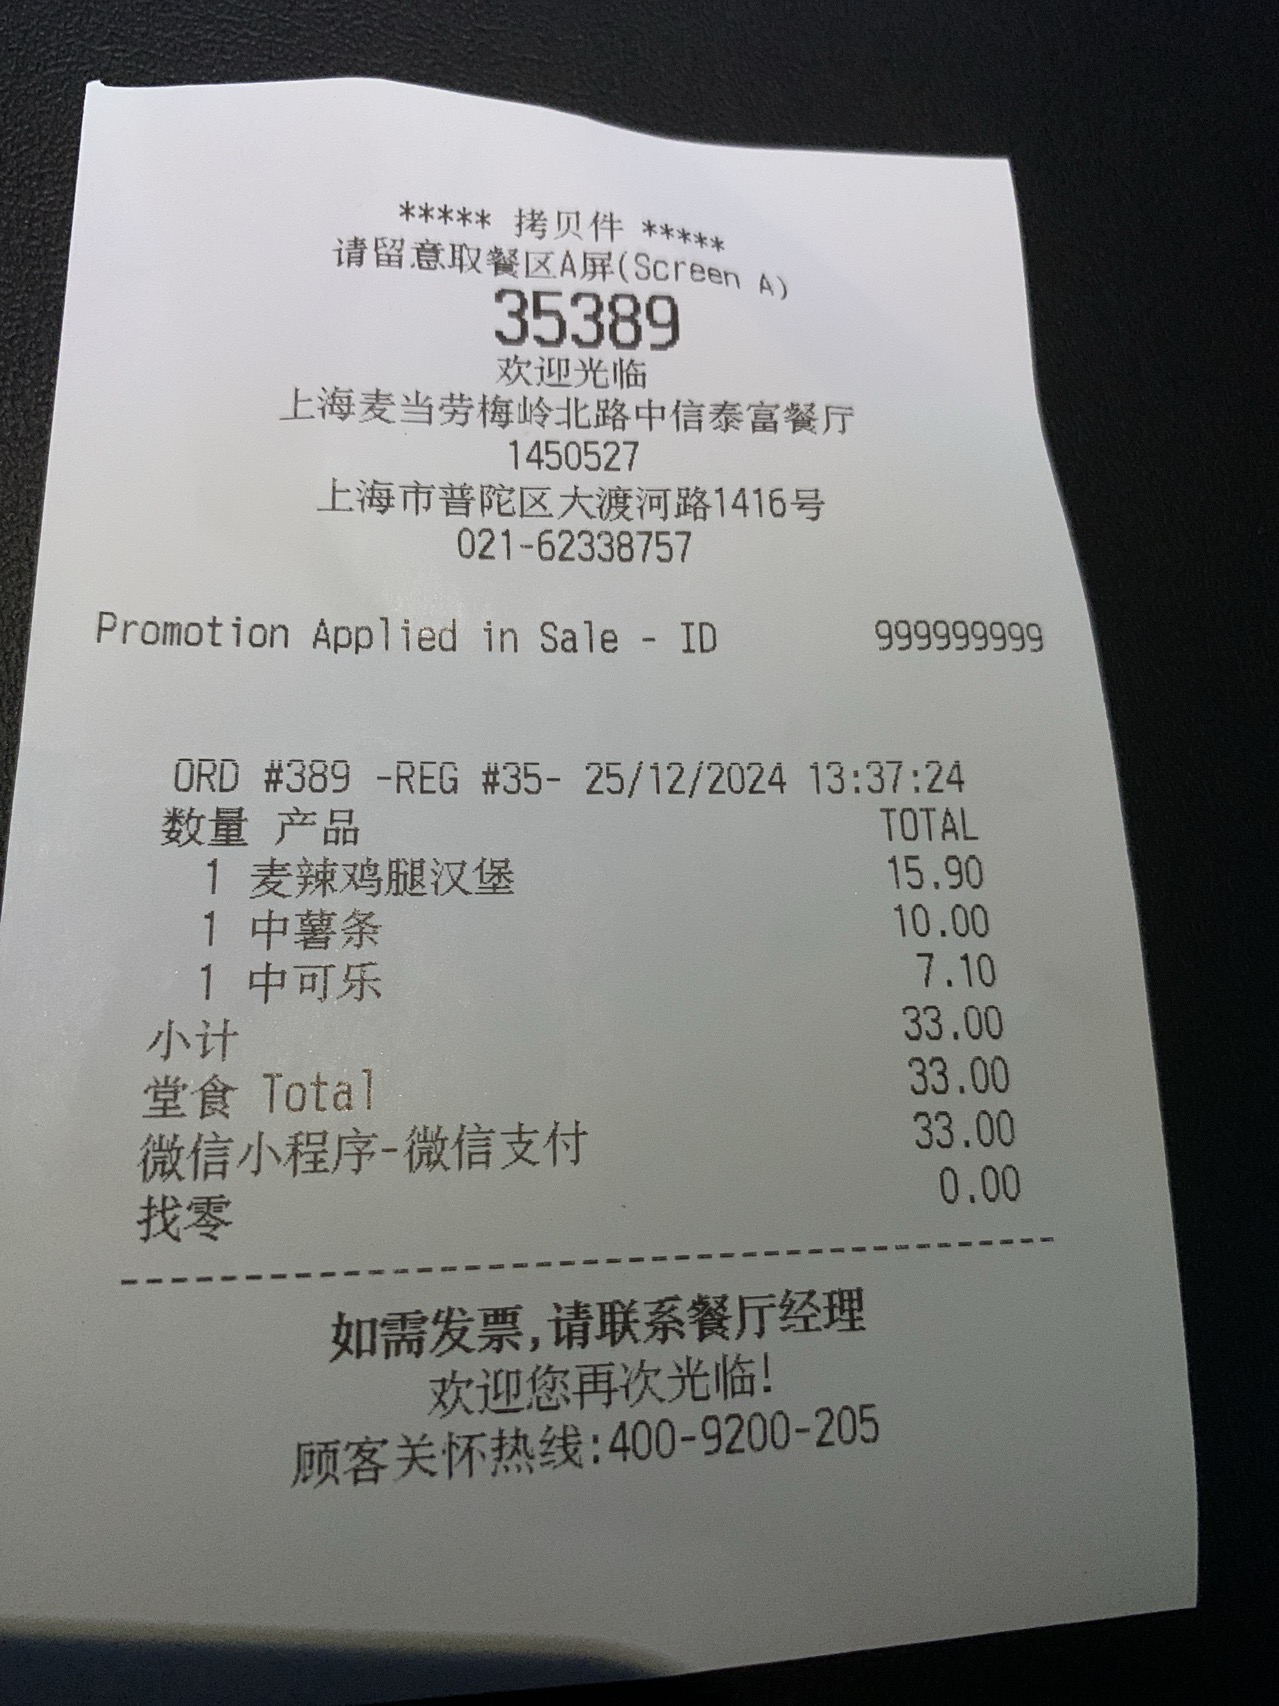 ***** 拷贝件 *****
请留意取餐区A屏(Screen A)
35389
欢迎光临
上海麦当劳梅岭北路中信泰富餐厅
1450527
上海市普陀区大渡河路1416号
021-62338757
Promotion Applied in Sale - ID 999999999
ORD #389 -REG #35- 25/12/2024 13:37:24
数量 产品 TOTAL
1 麦辣鸡腿汉堡 15.90
1 中薯条 10.00
1 中可乐 7.10
小计 33.00
堂食 Total 33.00
微信小程序-微信支付 33.00
找零 0.00
如需发票,请联系餐厅经理
欢迎您再次光临!
顾客关怀热线:400-9200-205